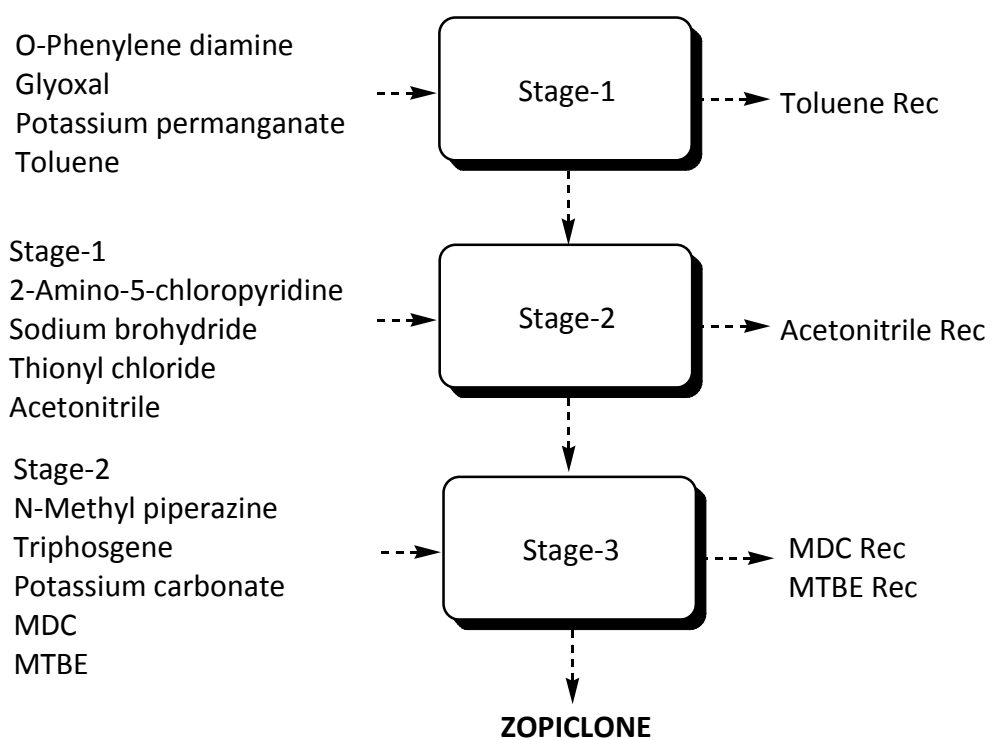 O-Phenylene diamine
Glyoxal
Potassium permanganate
Toluene
Stage-1
Toluene Rec
Stage-1
2-Amino-5-chloropyridine
Sodium brohydride
Thionyl chloride
Acetonitrile
Stage-2
Acetonitrile Rec
Stage-2
N-Methyl piperazine
Triphosgene
Potassium carbonate
MDC
MTBE
Stage-3
MDC Rec
MTBE Rec
ZOPICLONE